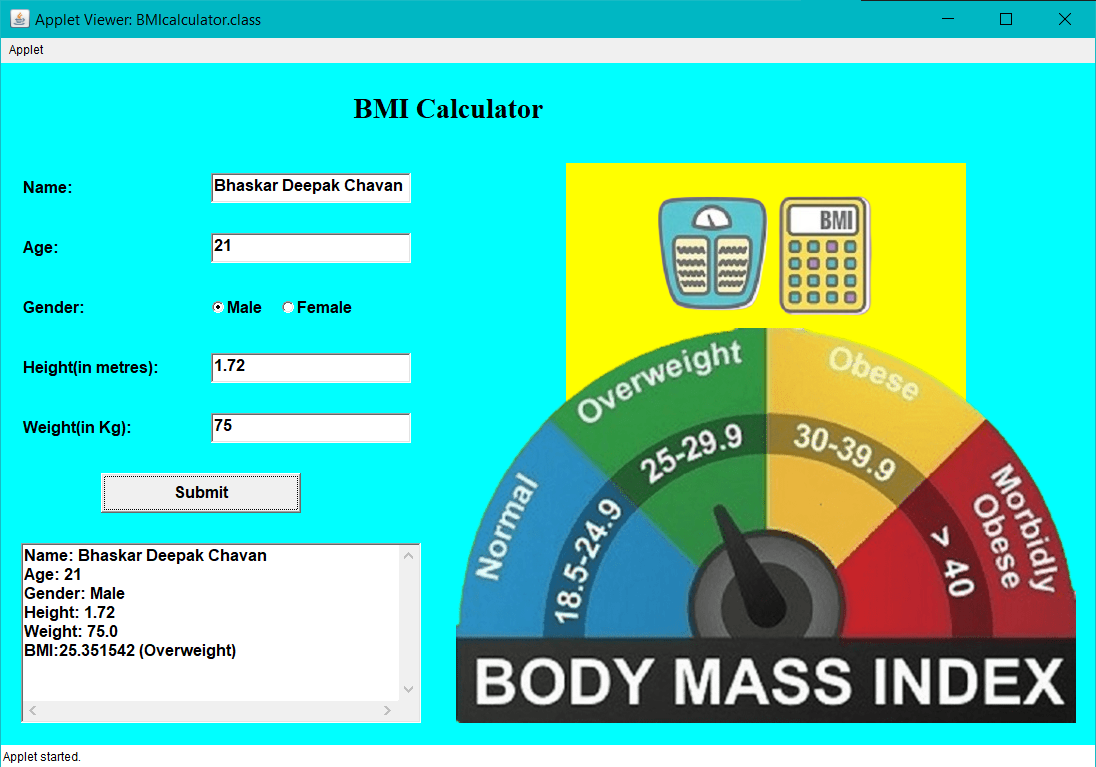 Applet Viewer: BMIcalculator.class
Applet
BMI Calculator
Name:
Bhaskar Deepak Chavan
Age:
21
Gender:
Male
Female
Height(in metres):
1.72
Weight(in Kg):
75
Submit
Name: Bhaskar Deepak Chavan
Age: 21
Gender: Male
Height: 1.72
Weight: 75.0
BMI:25.351542 (Overweight)
BMI
Normal
18.5-24.9
Overweight
25-29.9
Obese
30-39.9
Morbidly
Obese
> 40
BODY MASS INDEX
Applet started.